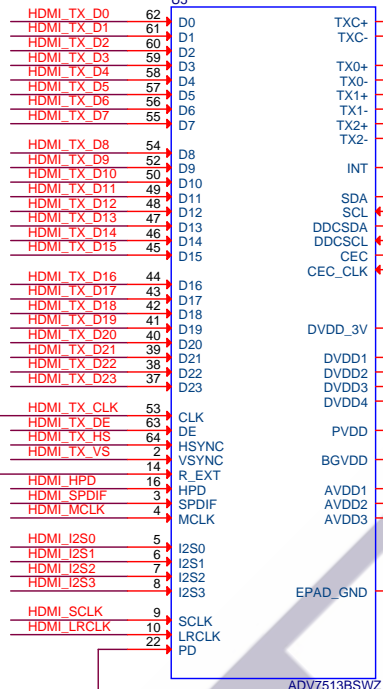 HDMI_TX_D0 62 D0 TXC+
HDMI_TX_D1 61 D1 TXC-
HDMI_TX_D2 60 D2
HDMI_TX_D3 59 D3 TX0+
HDMI_TX_D4 58 D4 TX0-
HDMI_TX_D5 57 D5 TX1+
HDMI_TX_D6 56 D6 TX1-
HDMI_TX_D7 55 D7 TX2+
TX2-
HDMI_TX_D8 54 D8
HDMI_TX_D9 52 D9 INT
HDMI_TX_D10 50 D10
HDMI_TX_D11 49 D11 SDA
HDMI_TX_D12 48 D12 SCL
HDMI_TX_D13 47 D13 DDCSDA
HDMI_TX_D14 46 D14 DDCSCL
HDMI_TX_D15 45 D15 CEC
CEC_CLK
HDMI_TX_D16 44 D16
HDMI_TX_D17 43 D17
HDMI_TX_D18 42 D18
HDMI_TX_D19 41 D19 DVDD_3V
HDMI_TX_D20 40 D20
HDMI_TX_D21 39 D21 DVDD1
HDMI_TX_D22 38 D22 DVDD2
HDMI_TX_D23 37 D23 DVDD3
DVDD4
HDMI_TX_CLK 53 CLK
HDMI_TX_DE 63 DE PVDD
HDMI_TX_HS 64 HSYNC
HDMI_TX_VS 2 VSYNC BGVDD
14 R_EXT
HDMI_HPD 16 HPD AVDD1
HDMI_SPDIF 3 SPDIF AVDD2
HDMI_MCLK 4 MCLK AVDD3
HDMI_I2S0 5 I2S0
HDMI_I2S1 6 I2S1
HDMI_I2S2 7 I2S2
HDMI_I2S3 8 I2S3 EPAD_GND
HDMI_SCLK 9 SCLK
HDMI_LRCLK 10 LRCLK
22 PD
ADV7513BSWZ